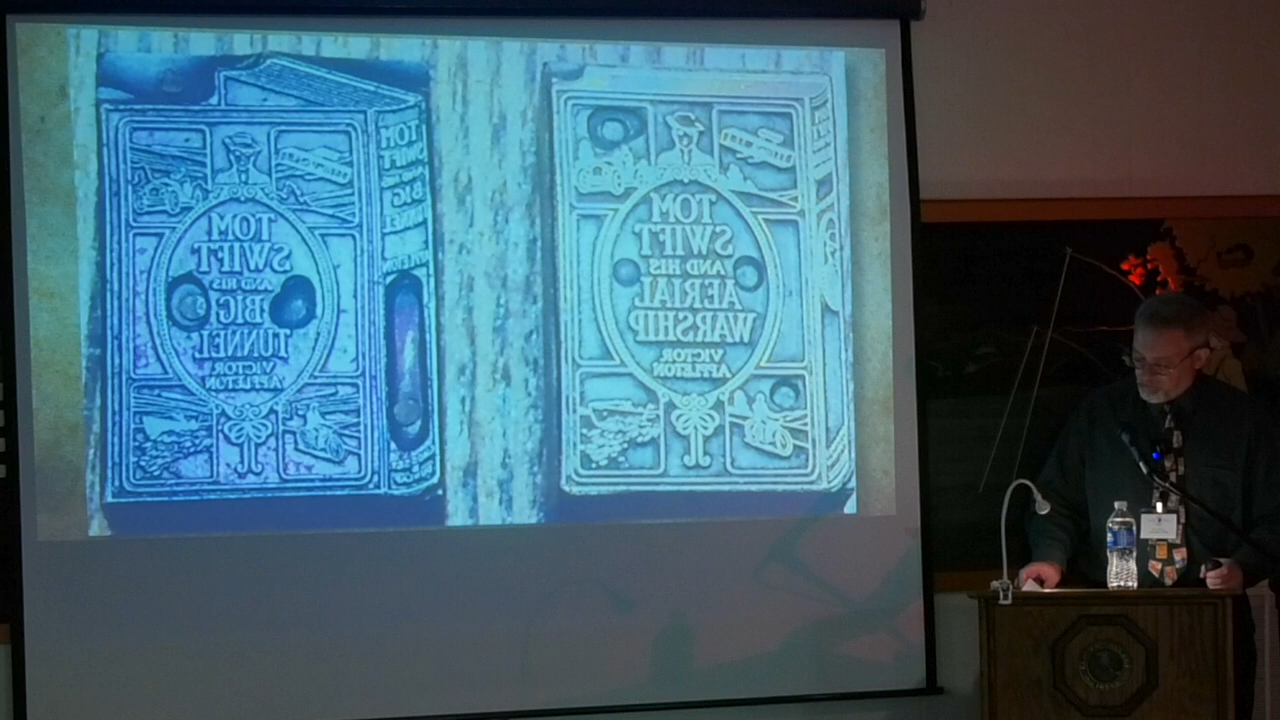 TOM
SWIFT
AND HIS
BIG
TUNNEL
VICTOR
APPLETON
TOM
SWIFT
BIG
TOM
SWIFT
AND HIS
AERIAL
WARSHIP
VICTOR
APPLETON